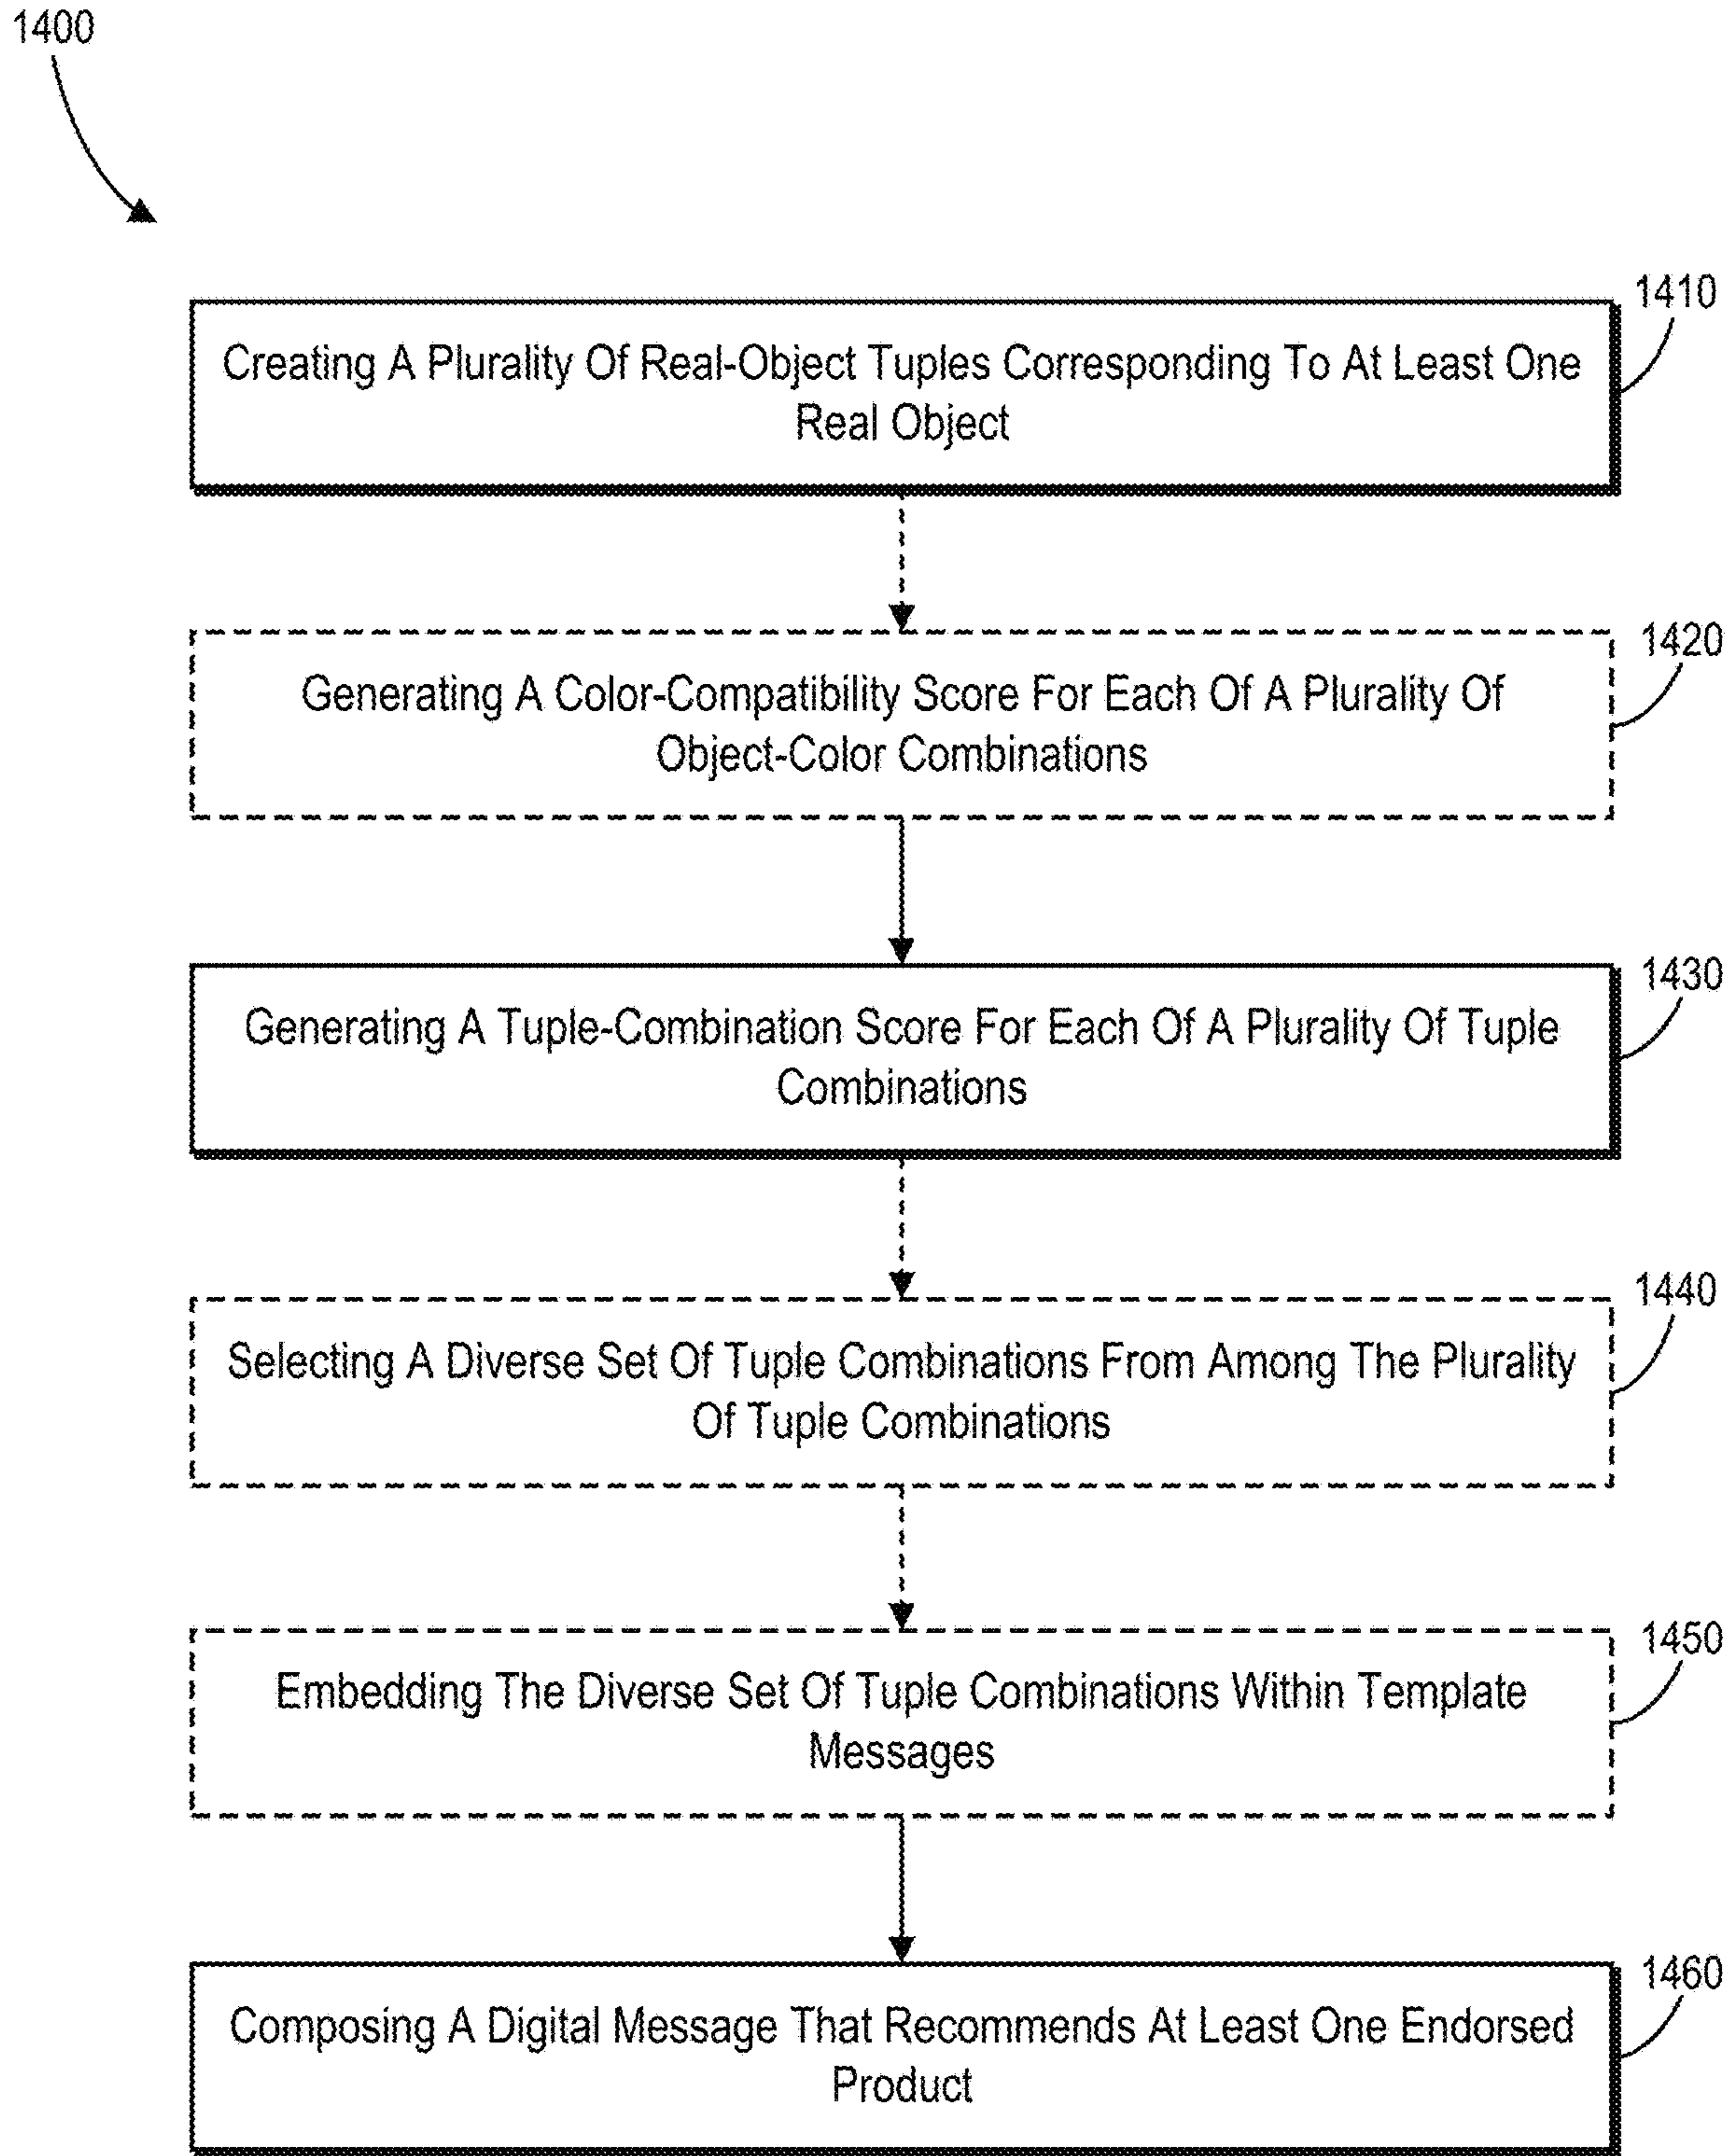 1400
1410
Creating A Plurality Of Real-Object Tuples Corresponding To At Least One
Real Object
1420
Generating A Color-Compatibility Score For Each Of A Plurality Of
Object-Color Combinations
1430
Generating A Tuple-Combination Score For Each Of A Plurality Of Tuple
Combinations
1440
Selecting A Diverse Set Of Tuple Combinations From Among The Plurality
Of Tuple Combinations
1450
Embedding The Diverse Set Of Tuple Combinations Within Template
Messages
1460
Composing A Digital Message That Recommends At Least One Endorsed
Product